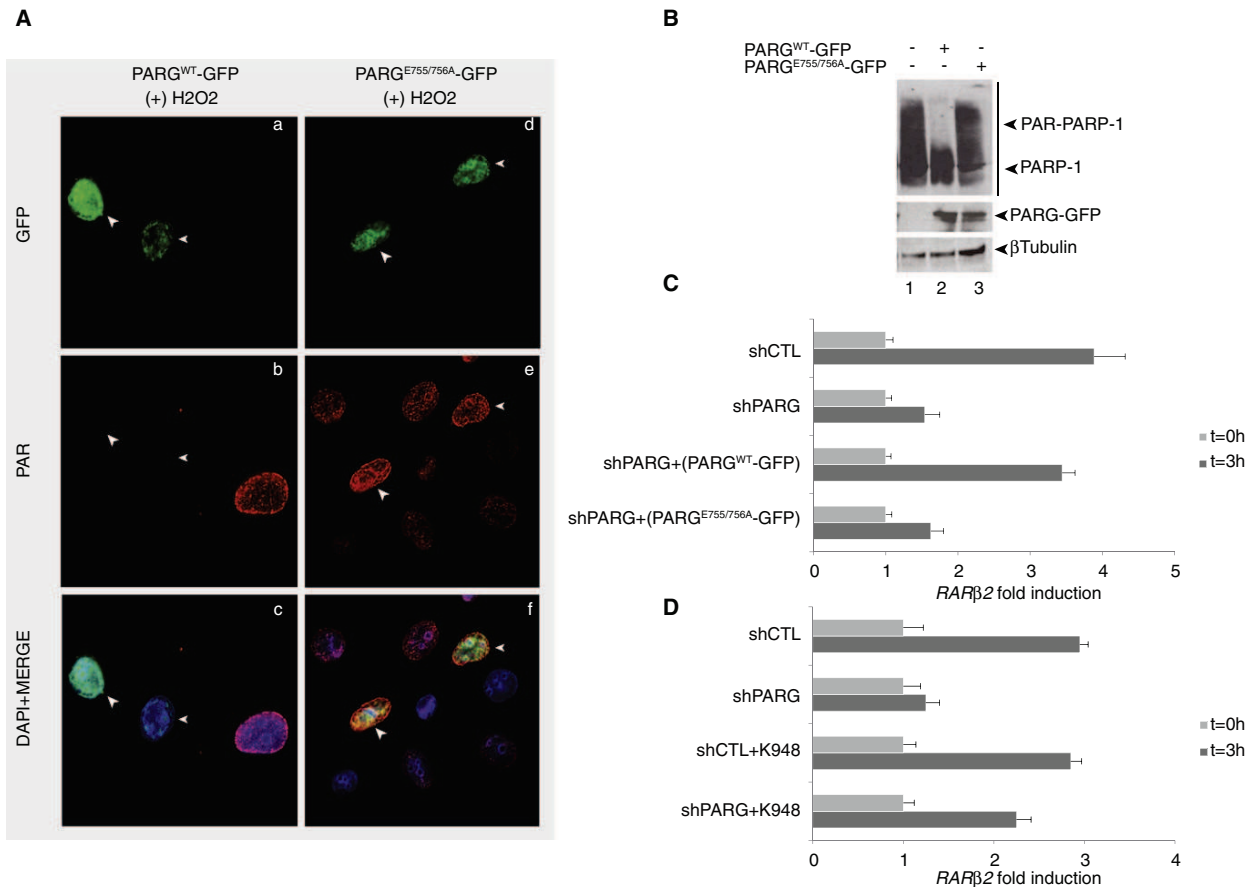 A
PARG^WT-GFP
(+) H2O2
PARG^E755/756A-GFP
(+) H2O2
GFP
a
d
PAR
b
e
DAPI+MERGE
c
f
B
PARG^WT-GFP - + -
PARG^E755/756A-GFP - - +
PAR-PARP-1
PARP-1
PARG-GFP
βTubulin
1 2 3
C
shCTL
shPARG
shPARG+(PARG^WT-GFP)
shPARG+(PARG^E755/756A-GFP)
t=0h
t=3h
0 1 2 3 4 5
RARβ2 fold induction
D
shCTL
shPARG
shCTL+K948
shPARG+K948
t=0h
t=3h
0 1 2 3 4
RARβ2 fold induction